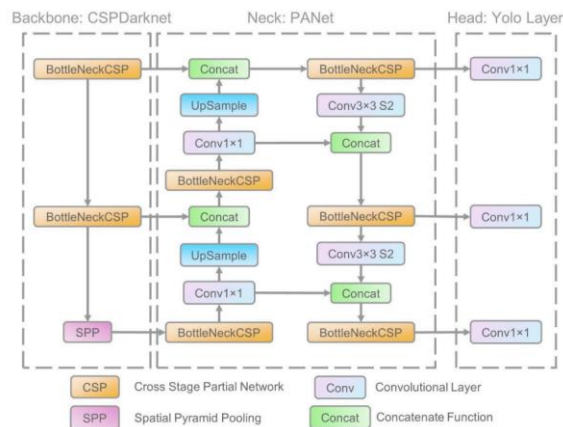 Backbone: CSPDarknet Neck: PANet Head: Yolo Layer
BottleNeckCSP Concat BottleNeckCSP Conv1×1
UpSample Conv3×3 S2
Conv1×1 Concat
BottleNeckCSP
BottleNeckCSP Concat BottleNeckCSP Conv1×1
UpSample Conv3×3 S2
Conv1×1 Concat
SPP BottleNeckCSP BottleNeckCSP Conv1×1
CSP Cross Stage Partial Network Conv Convolutional Layer
SPP Spatial Pyramid Pooling Concat Concatenate Function